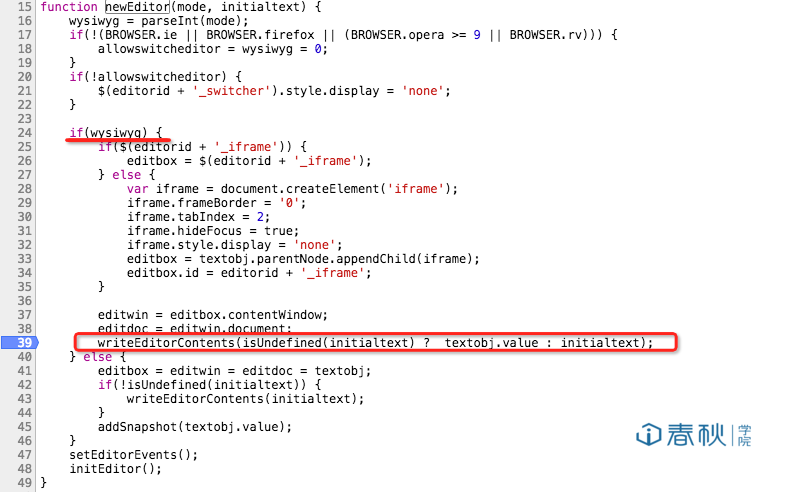 15 function newEditor(mode, initialtext) {
16 wysiwyg = parseInt(mode);
17 if(!(BROWSER.ie || BROWSER.firefox || (BROWSER.opera >= 9 || BROWSER.rv))) {
18 allowswitcheditor = wysiwyg = 0;
19 }
20 if(!allowswitcheditor) {
21 $(editorid + '_switcher').style.display = 'none';
22 }
23
24 if(wysiwyg) {
25 if($(editorid + '_iframe')) {
26 editbox = $(editorid + '_iframe');
27 } else {
28 var iframe = document.createElement('iframe');
29 iframe.frameBorder = '0';
30 iframe.tabIndex = 2;
31 iframe.hideFocus = true;
32 iframe.style.display = 'none';
33 editbox = textobj.parentNode.appendChild(iframe);
34 editbox.id = editorid + '_iframe';
35 }
36
37 editwin = editbox.contentWindow;
38 editdoc = editwin.document;
39 writeEditorContents(isUndefined(initialtext) ? textobj.value : initialtext);
40 } else {
41 editbox = editwin = editdoc = textobj;
42 if(!isUndefined(initialtext)) {
43 writeEditorContents(initialtext);
44 }
45 addSnapshot(textobj.value);
46 }
47 setEditorEvents();
48 initEditor();
49 }
春秋学院